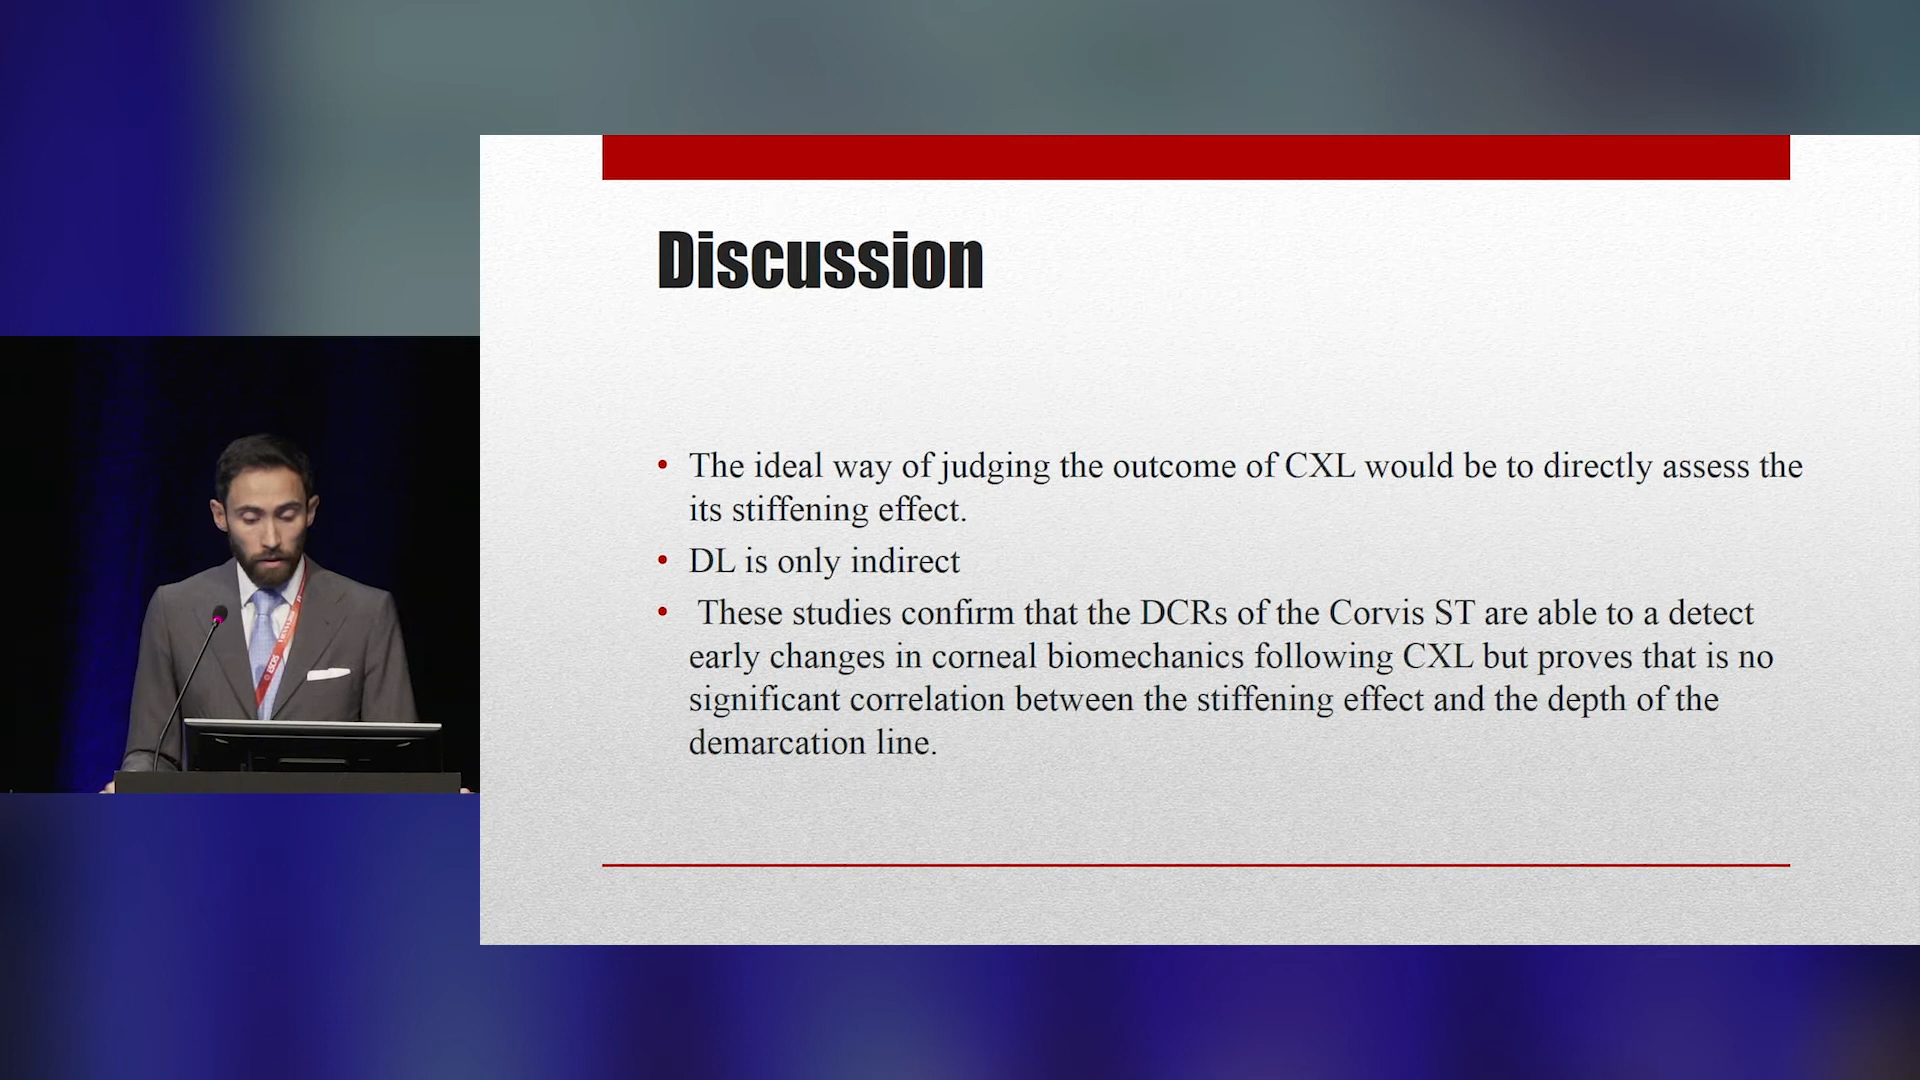 Discussion
• The ideal way of judging the outcome of CXL would be to directly assess the
its stiffening effect.
• DL is only indirect
• These studies confirm that the DCRs of the Corvis ST are able to a detect
early changes in corneal biomechanics following CXL but proves that is no
significant correlation between the stiffening effect and the depth of the
demarcation line.
ESCRS